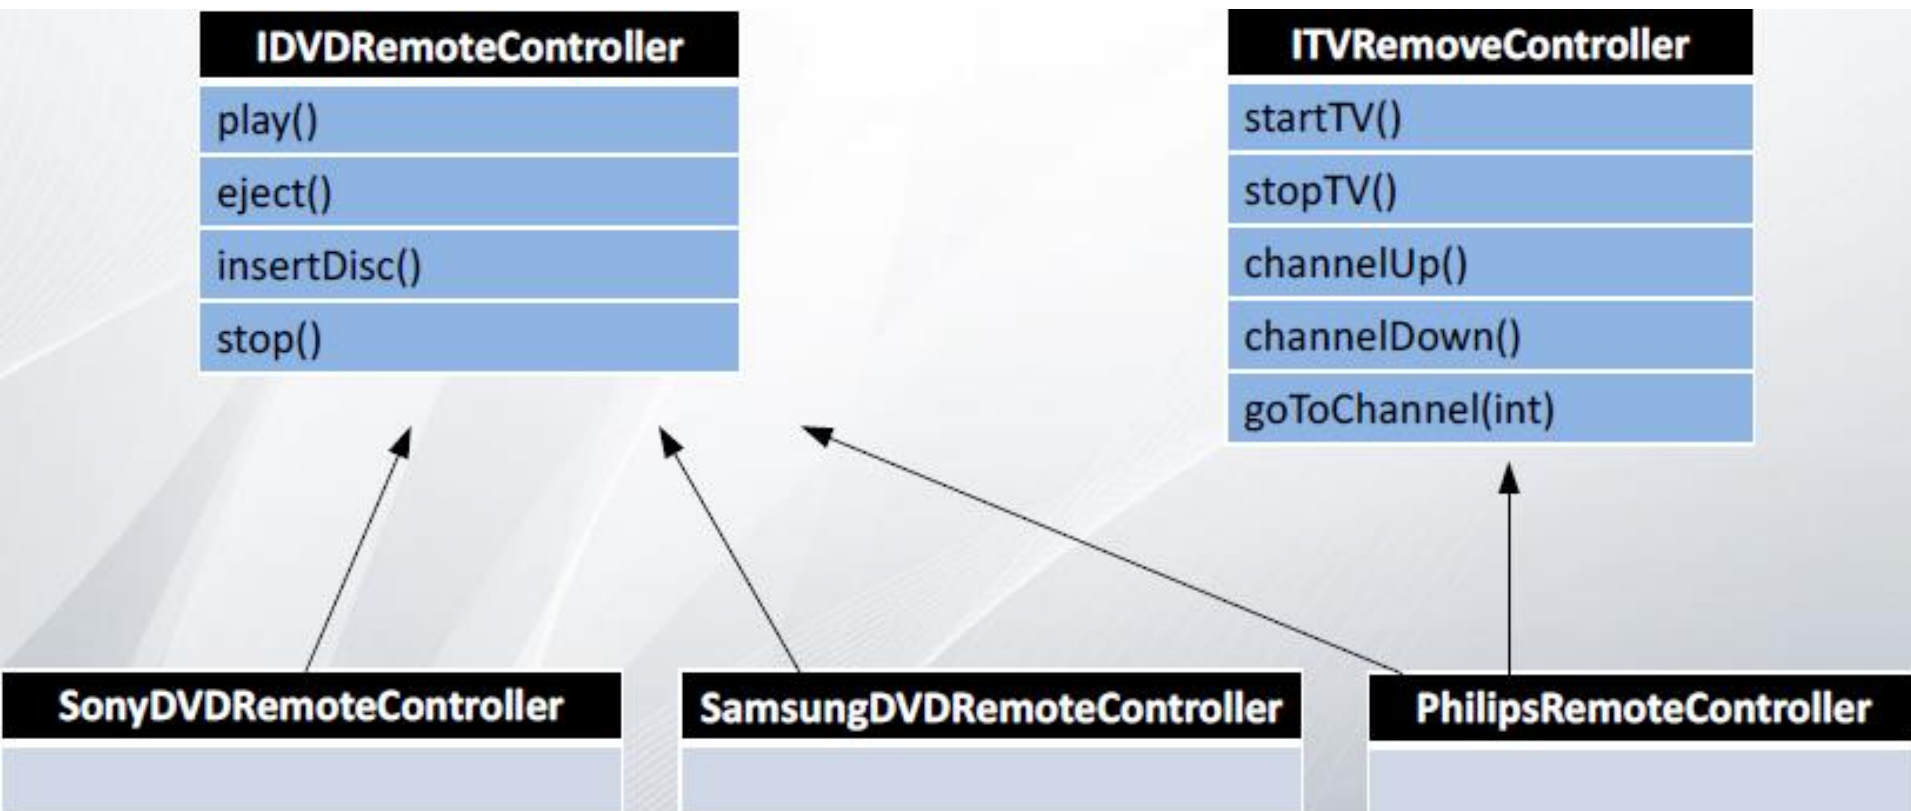 IDVDRemoteController
play()
eject()
insertDisc()
stop()
ITVRemoveController
startTV()
stopTV()
channelUp()
channelDown()
goToChannel(int)
SonyDVDRemoteController
SamsungDVDRemoteController
PhilipsRemoteController